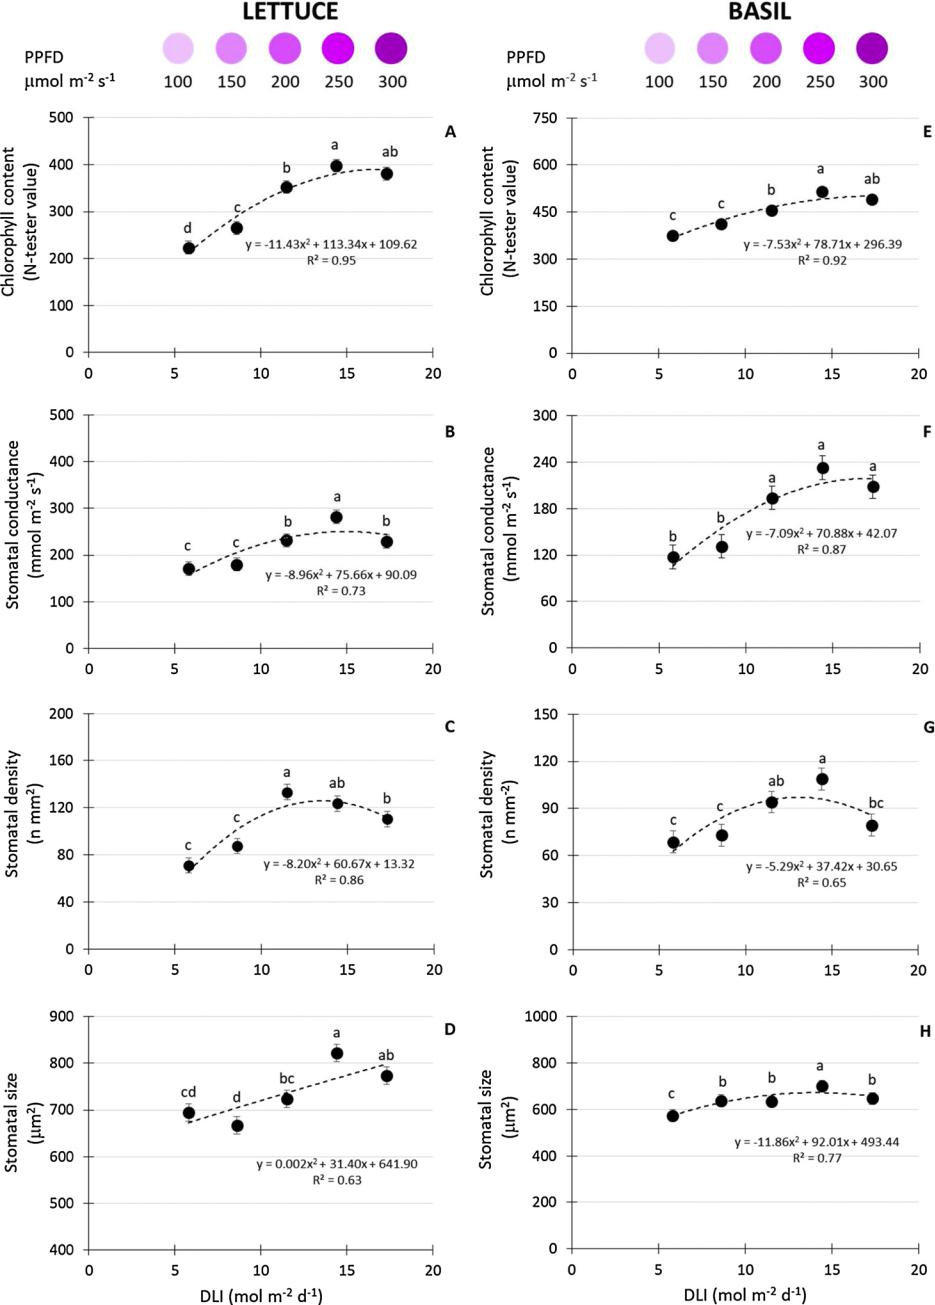 LETTUCE
BASIL
PPFD
μmol m⁻² s⁻¹
100 150 200 250 300
PPFD
μmol m⁻² s⁻¹
100 150 200 250 300
A
Chlorophyll content
(N-tester value)
500
400
300
200
100
0
d c b a ab
y = -11.43x² + 113.34x + 109.62
R² = 0.95
0 5 10 15 20
E
Chlorophyll content
(N-tester value)
750
600
450
300
150
0
c c b a ab
y = -7.53x² + 78.71x + 296.39
R² = 0.92
0 5 10 15 20
B
Stomatal conductance
(mmol m⁻² s⁻¹)
500
400
300
200
100
0
c c b a b
y = -8.96x² + 75.66x + 90.09
R² = 0.73
0 5 10 15 20
F
Stomatal conductance
(mmol m⁻² s⁻¹)
300
240
180
120
60
0
b b a a a
y = -7.09x² + 70.88x + 42.07
R² = 0.87
0 5 10 15 20
C
Stomatal density
(n mm⁻²)
200
160
120
80
40
0
c c a ab b
y = -8.20x² + 60.67x + 13.32
R² = 0.86
0 5 10 15 20
G
Stomatal density
(n mm⁻²)
150
120
90
60
30
0
c c ab a bc
y = -5.29x² + 37.42x + 30.65
R² = 0.65
0 5 10 15 20
D
Stomatal size
(μm²)
900
800
700
600
500
400
cd d bc a ab
y = 0.002x² + 31.40x + 641.90
R² = 0.63
0 5 10 15 20
DLI (mol m⁻² d⁻¹)
H
Stomatal size
(μm²)
1000
800
600
400
200
0
c b b a b
y = -11.86x² + 92.01x + 493.44
R² = 0.77
0 5 10 15 20
DLI (mol m⁻² d⁻¹)